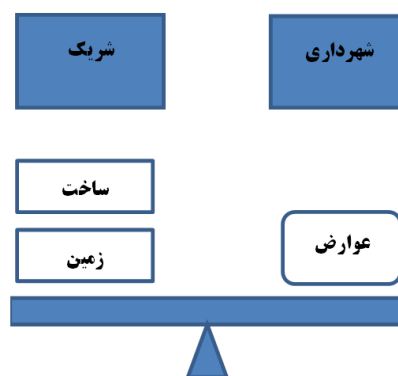 شهرداری
شریک
ساخت
عوارض
زمین